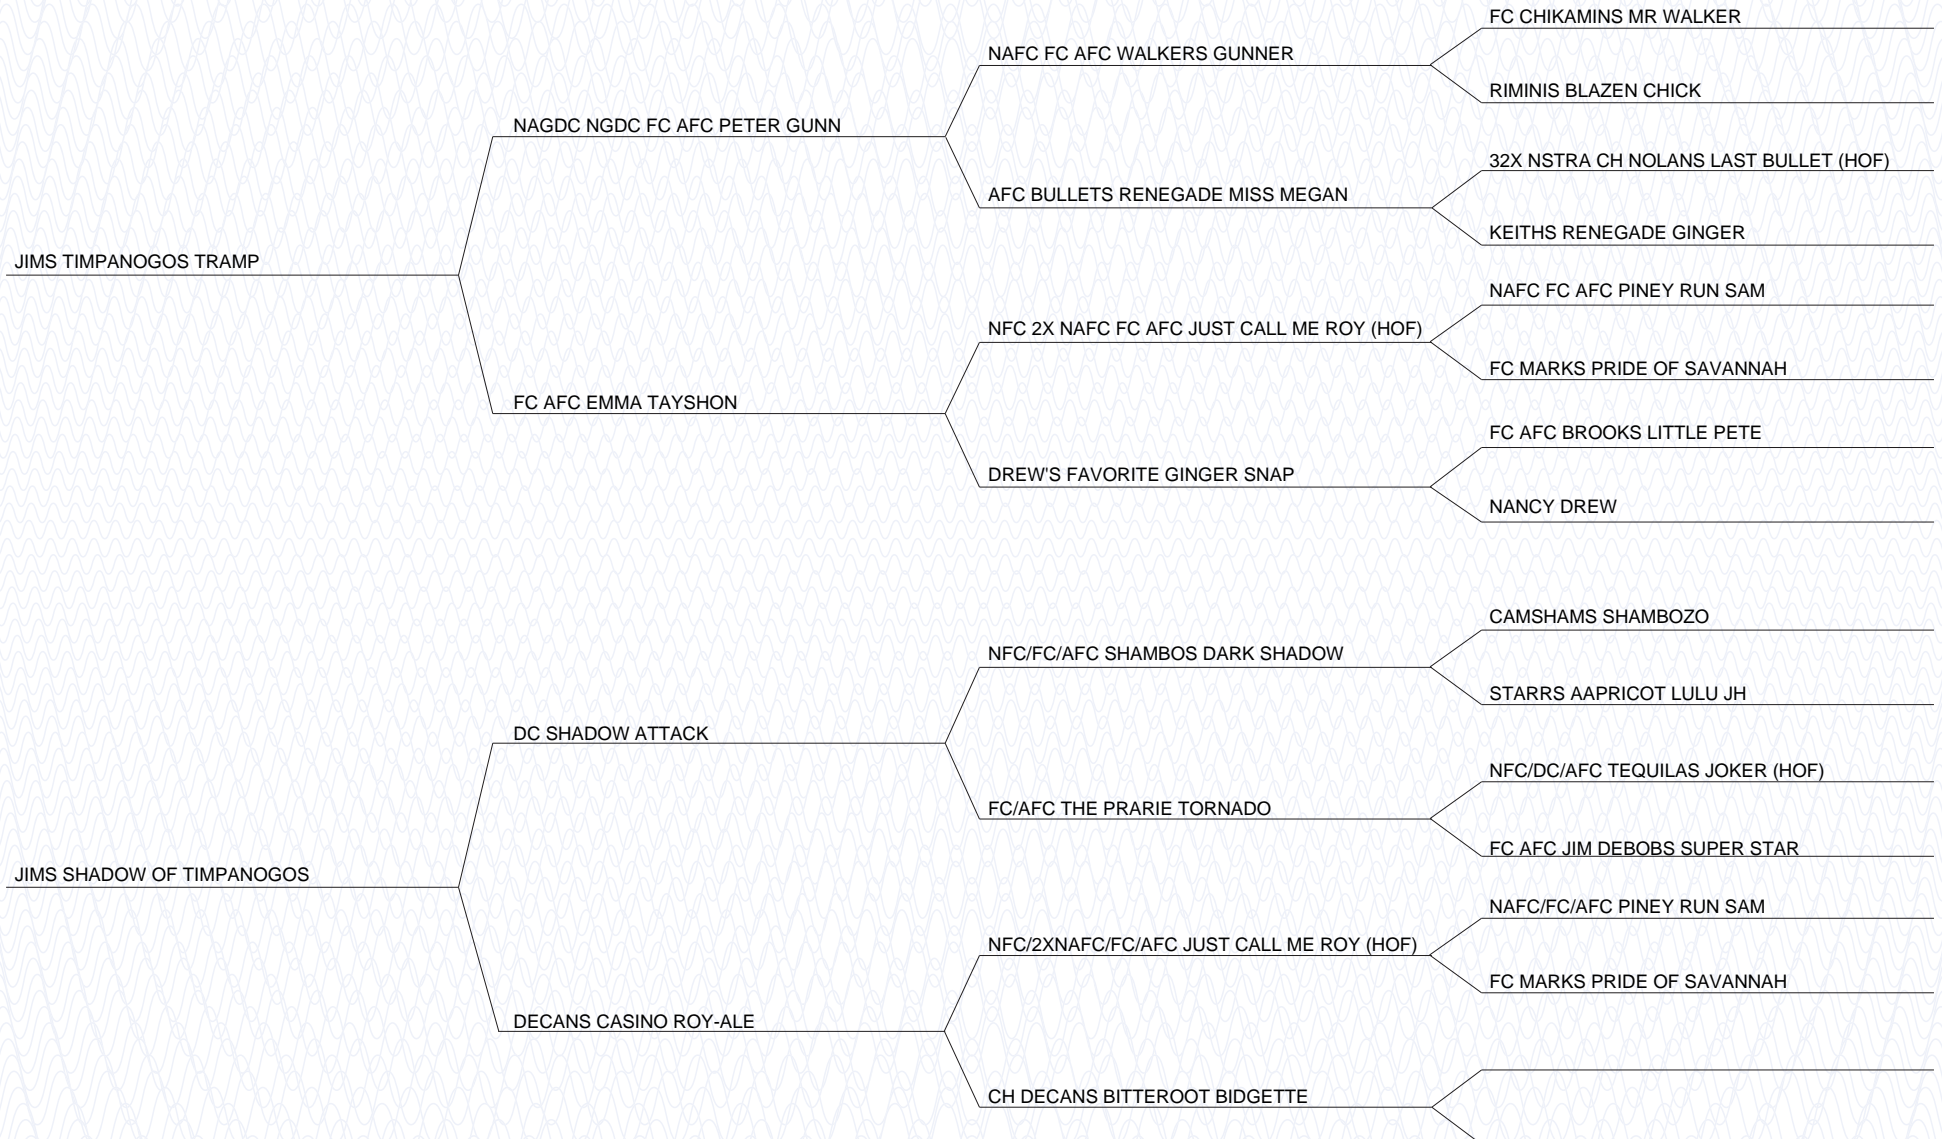 FC CHIKAMINS MR WALKER
NAFC FC AFC WALKERS GUNNER
RIMINIS BLAZEN CHICK
NAGDC NGDC FC AFC PETER GUNN
32X NSTRA CH NOLANS LAST BULLET (HOF)
AFC BULLETS RENEGADE MISS MEGAN
KEITHS RENEGADE GINGER
JIMS TIMPANOGOS TRAMP
NAFC FC AFC PINEY RUN SAM
NFC 2X NAFC FC AFC JUST CALL ME ROY (HOF)
FC MARKS PRIDE OF SAVANNAH
FC AFC EMMA TAYSHON
FC AFC BROOKS LITTLE PETE
DREW'S FAVORITE GINGER SNAP
NANCY DREW
CAMSHAMS SHAMBOZO
NFC/FC/AFC SHAMBOS DARK SHADOW
STARRS AAPRICOT LULU JH
DC SHADOW ATTACK
NFC/DC/AFC TEQUILAS JOKER (HOF)
FC/AFC THE PRARIE TORNADO
FC AFC JIM DEBOBS SUPER STAR
JIMS SHADOW OF TIMPANOGOS
NAFC/FC/AFC PINEY RUN SAM
NFC/2XNAFC/FC/AFC JUST CALL ME ROY (HOF)
FC MARKS PRIDE OF SAVANNAH
DECANS CASINO ROY-ALE
CH DECANS BITTEROOT BIDGETTE